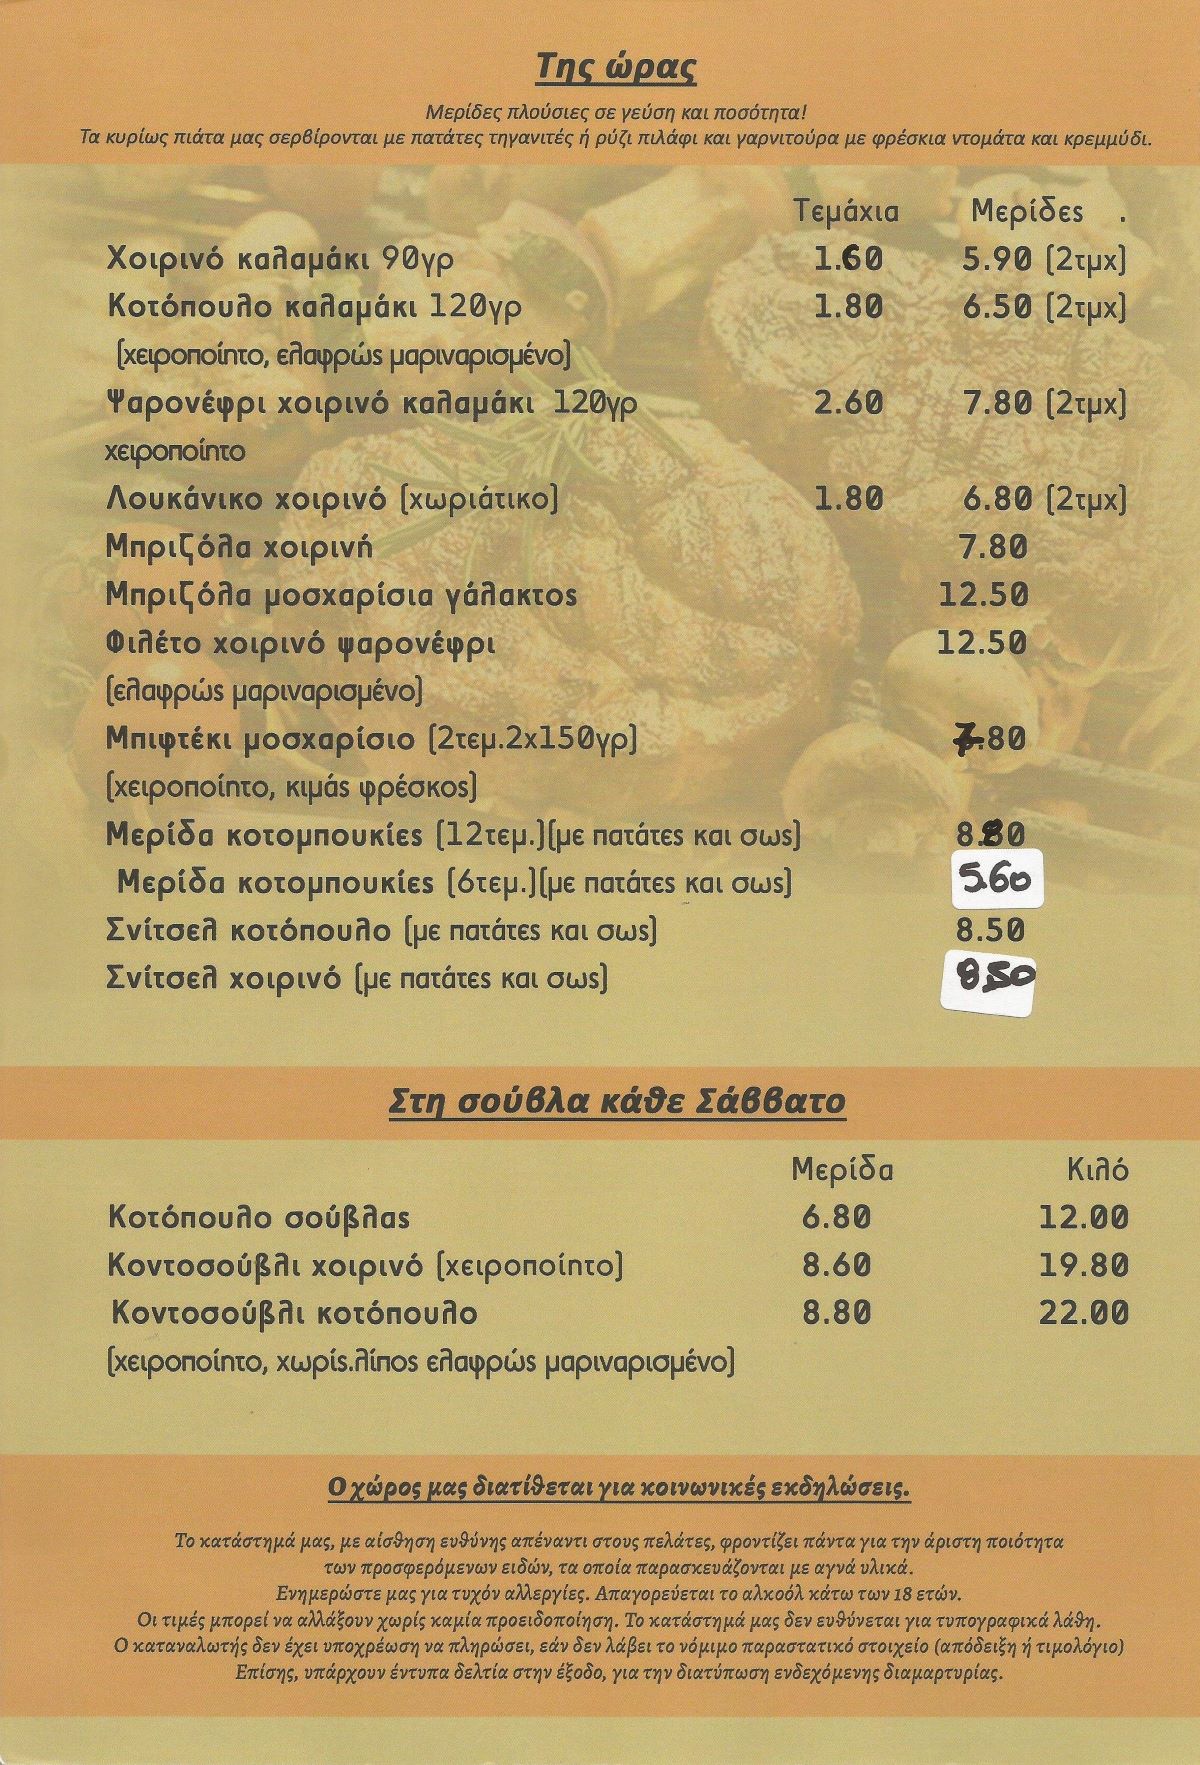 Της ώρας
Μερίδες πλούσιες σε γεύση και ποσότητα!
Τα κυρίως πιάτα μας σερβίρονται με πατάτες τηγανιτές ή ρύζι πιλάφι και γαρνιτούρα με φρέσκια ντομάτα και κρεμμύδι.
Τεμάχια Μερίδες .
Χοιρινό καλαμάκι 90γρ 1.60 5.90 (2τμχ)
Κοτόπουλο καλαμάκι 120γρ 1.80 6.50 (2τμχ)
(χειροποίητο, ελαφρώς μαριναρισμένο)
Ψαρονέφρι χοιρινό καλαμάκι 120γρ 2.60 7.80 (2τμχ)
χειροποίητο
Λουκάνικο χοιρινό (χωριάτικο) 1.80 6.80 (2τμχ)
Μπριζόλα χοιρινή 7.80
Μπριζόλα μοσχαρίσια γάλακτος 12.50
Φιλέτο χοιρινό ψαρονέφρι 12.50
(ελαφρώς μαριναρισμένο)
Μπιφτέκι μοσχαρίσιο (2τεμ.2x150γρ) 7.80
(χειροποίητο, κιμάς φρέσκος)
Μερίδα κοτομπουκίες (12τεμ.)(με πατάτες και σως) 8.80
Μερίδα κοτομπουκίες (6τεμ.)(με πατάτες και σως) 5.60
Σνίτσελ κοτόπουλο (με πατάτες και σως) 8.50
Σνίτσελ χοιρινό (με πατάτες και σως) 8,50
Στη σούβλα κάθε Σάββατο
Μερίδα Κιλό
Κοτόπουλο σούβλας 6.80 12.00
Κοντοσούβλι χοιρινό (χειροποίητο) 8.60 19.80
Κοντοσούβλι κοτόπουλο 8.80 22.00
(χειροποίητο, χωρίς.λίπος ελαφρώς μαριναρισμένο)
Ο χώρος μας διατίθεται για κοινωνικές εκδηλώσεις.
Το κατάστημά μας, με αίσθηση ευθύνης απέναντι στους πελάτες, φροντίζει πάντα για την άριστη ποιότητα
των προσφερόμενων ειδών, τα οποία παρασκευάζονται με αγνά υλικά.
Ενημερώστε μας για τυχόν αλλεργίες. Απαγορεύεται το αλκοόλ κάτω των 18 ετών.
Οι τιμές μπορεί να αλλάξουν χωρίς καμία προειδοποίηση. Το κατάστημά μας δεν ευθύνεται για τυπογραφικά λάθη.
Ο καταναλωτής δεν έχει υποχρέωση να πληρώσει, εάν δεν λάβει το νόμιμο παραστατικό στοιχείο (απόδειξη ή τιμολόγιο)
Επίσης, υπάρχουν έντυπα δελτία στην έξοδο, για την διατύπωση ενδεχόμενης διαμαρτυρίας.